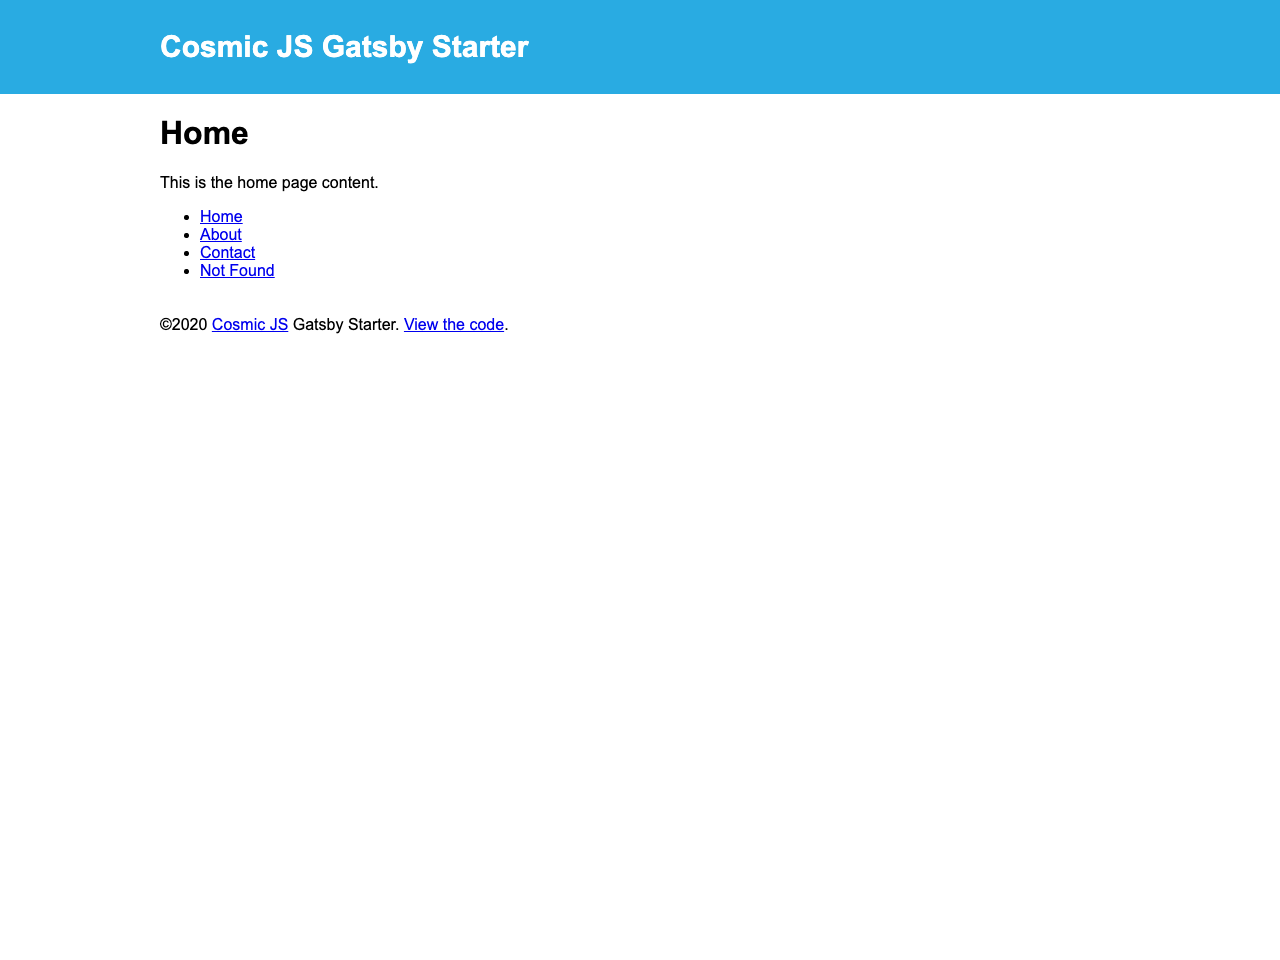 Cosmic JS Gatsby Starter
Home
This is the home page content.
Home
About
Contact
Not Found
©2020 Cosmic JS Gatsby Starter. View the code.